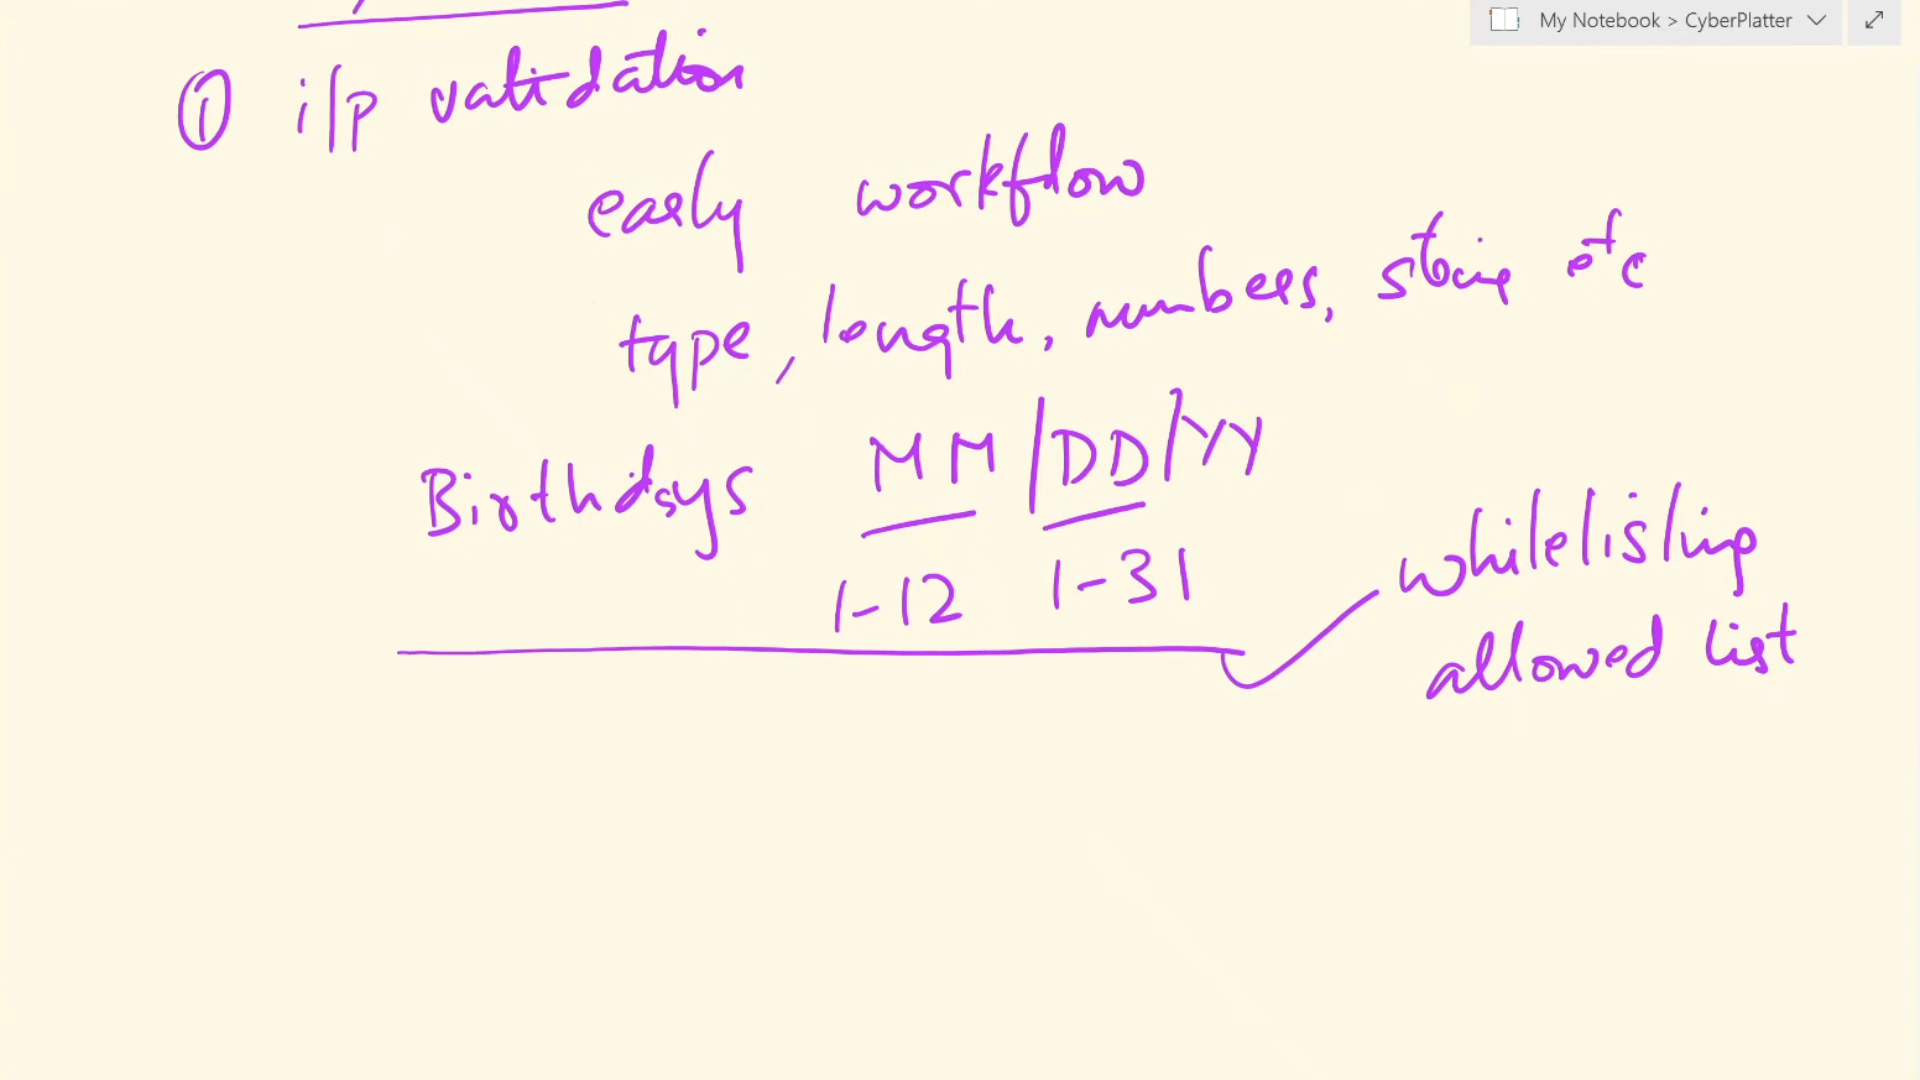 My Notebook > CyberPlatter
① i/p validation
early workflow
type, length, numbers, string etc
Birthdays MM/DD/YY
1-12 1-31
whitelisting
allowed list